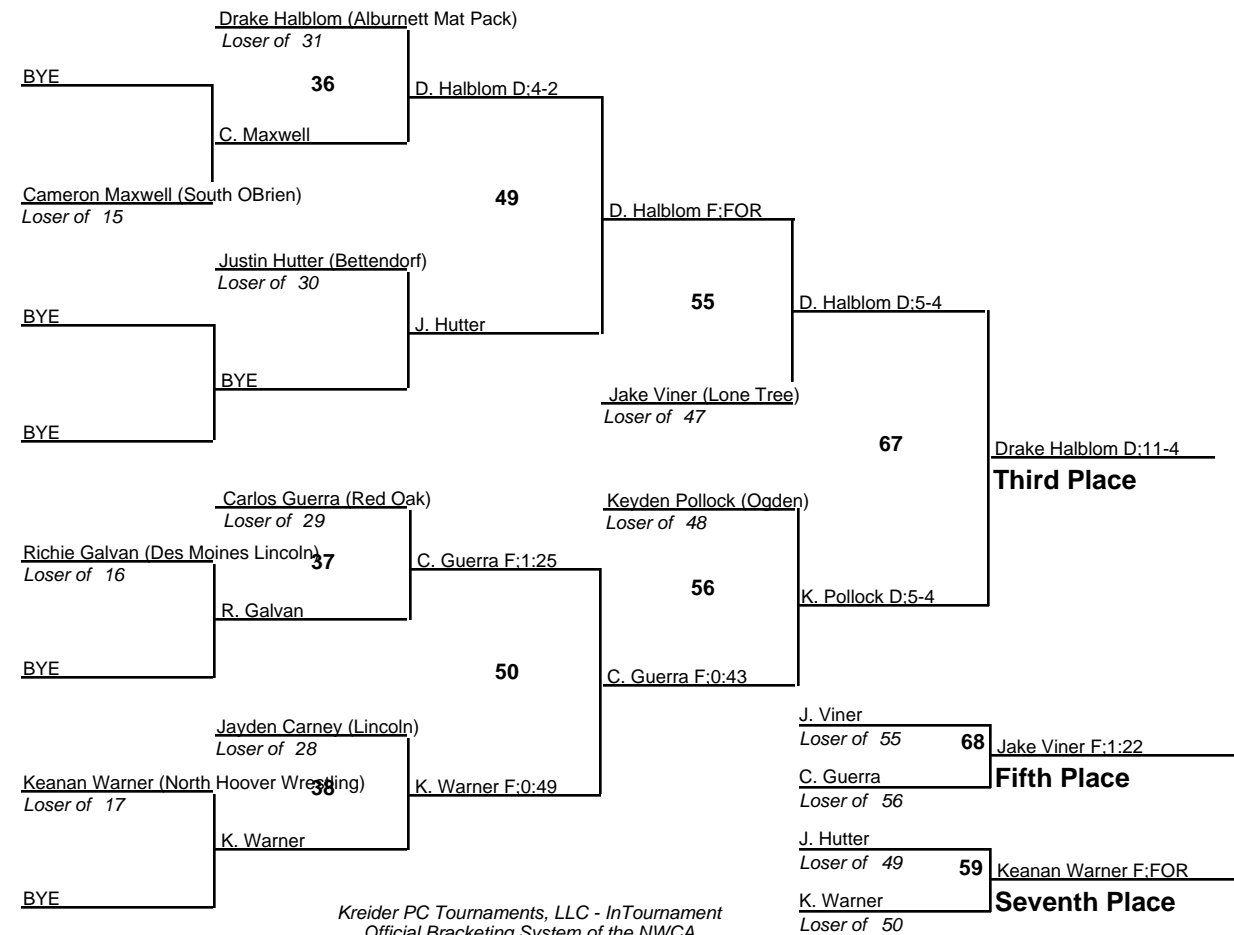 Drake Halblom (Alburnett Mat Pack)
Loser of 31
BYE
36
D. Halblom D;4-2
C. Maxwell
Cameron Maxwell (South OBrien)
Loser of 15
49
D. Halblom F;FOR
Justin Hutter (Bettendorf)
Loser of 30
BYE
55
D. Halblom D;5-4
J. Hutter
BYE
Jake Viner (Lone Tree)
Loser of 47
BYE
67
Drake Halblom D;11-4
Third Place
Carlos Guerra (Red Oak)
Loser of 29
Keyden Pollock (Ogden)
Loser of 48
Richie Galvan (Des Moines Lincoln)
Loser of 16
37
C. Guerra F;1:25
56
K. Pollock D;5-4
R. Galvan
BYE
50
C. Guerra F;0:43
Jayden Carney (Lincoln)
Loser of 28
J. Viner
Loser of 55
68
Jake Viner F;1:22
Fifth Place
C. Guerra
Loser of 56
Keanan Warner (North Hoover Wrestling)
Loser of 17
38
K. Warner F;0:49
K. Warner
J. Hutter
Loser of 49
59
Keanan Warner F;FOR
Seventh Place
K. Warner
Loser of 50
BYE
Kreider PC Tournaments, LLC - InTournament
Official Bracketing System of the NWCA